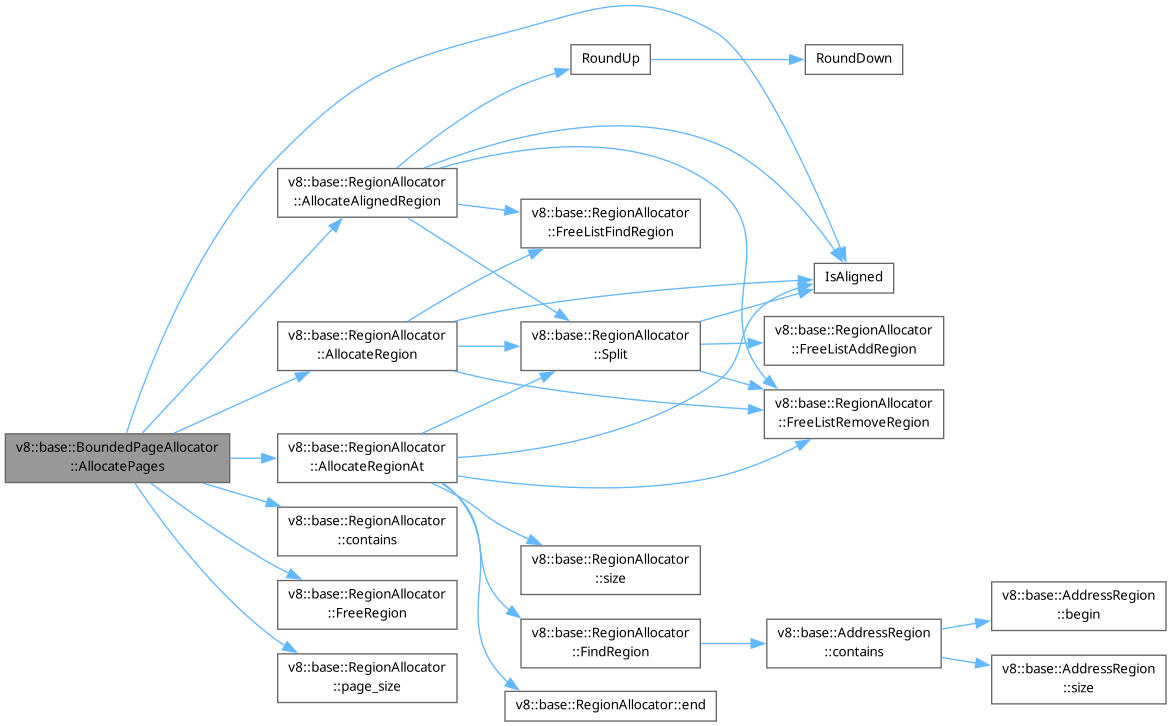 RoundUp
RoundDown
v8::base::RegionAllocator
::AllocateAlignedRegion
v8::base::RegionAllocator
::FreeListFindRegion
IsAligned
v8::base::RegionAllocator
::AllocateRegion
v8::base::RegionAllocator
::Split
v8::base::RegionAllocator
::FreeListAddRegion
v8::base::RegionAllocator
::FreeListRemoveRegion
v8::base::BoundedPageAllocator
::AllocatePages
v8::base::RegionAllocator
::AllocateRegionAt
v8::base::RegionAllocator
::contains
v8::base::RegionAllocator
::size
v8::base::RegionAllocator
::FreeRegion
v8::base::AddressRegion
::begin
v8::base::RegionAllocator
::FindRegion
v8::base::AddressRegion
::contains
v8::base::RegionAllocator
::page_size
v8::base::AddressRegion
::size
v8::base::RegionAllocator::end